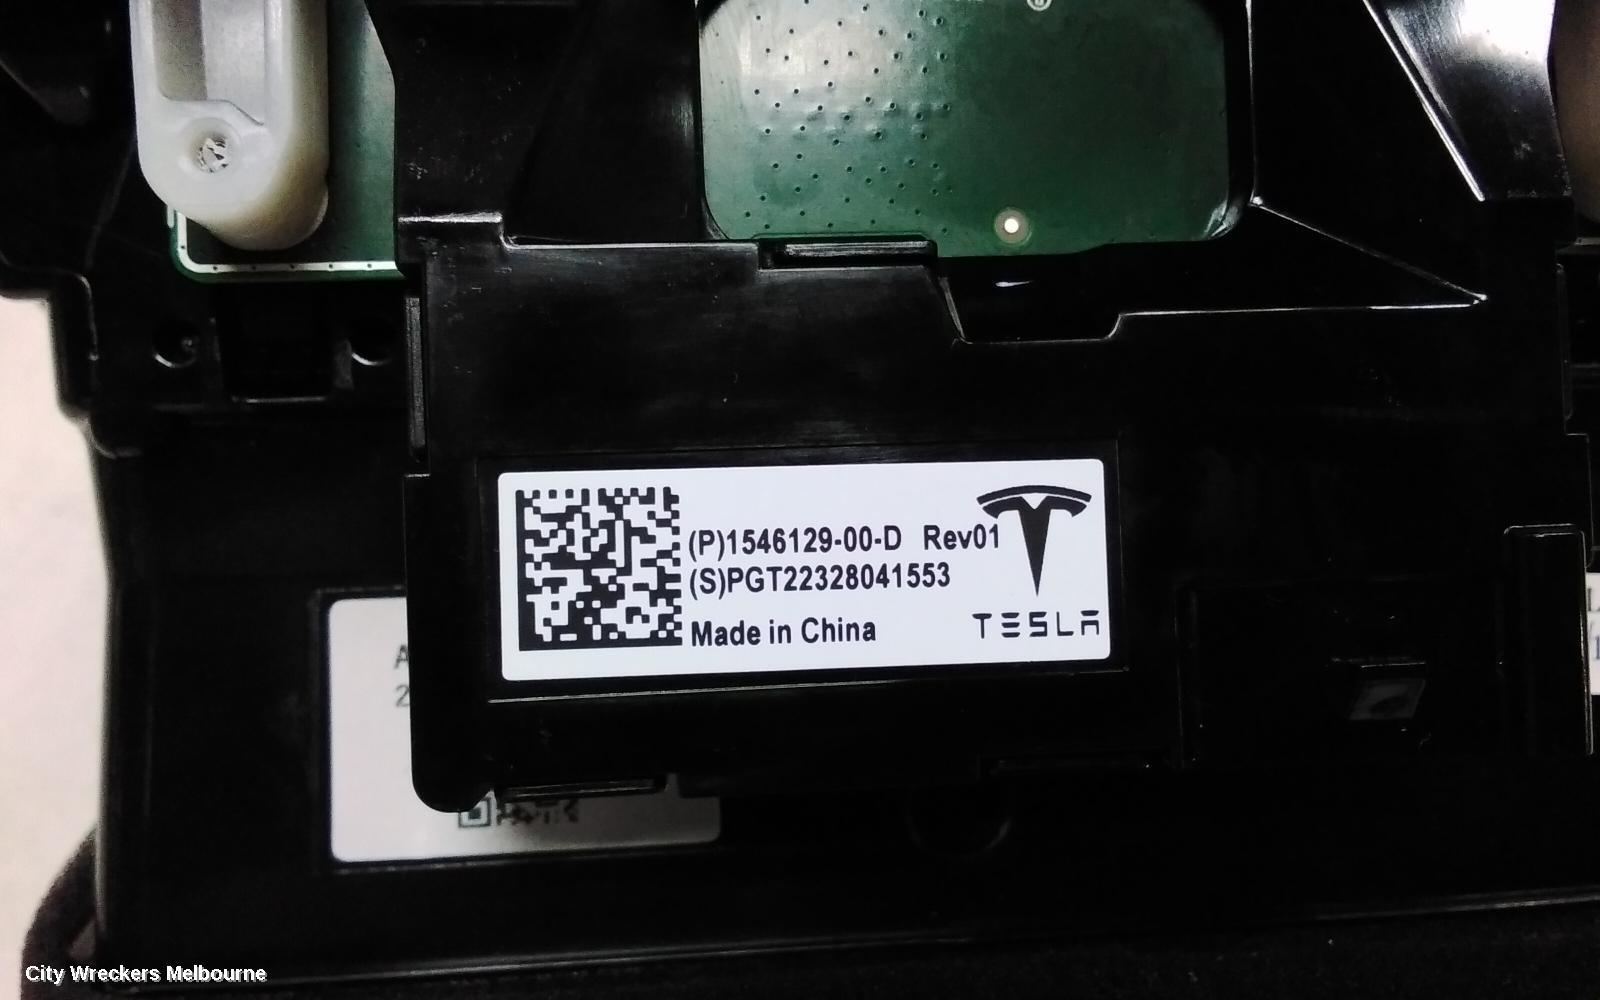 (P)1546129-00-D Rev01
(S)PGT22328041553
Made in China
TESLA
City Wreckers Melbourne